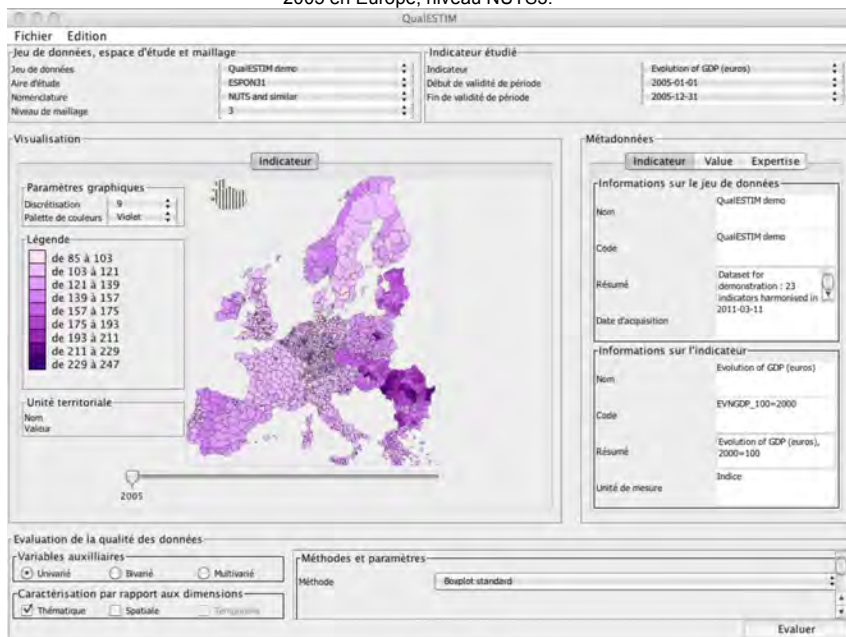 2005 en Europe, niveau NUTS3.
QualESTIM
Fichier Edition
Jeu de données, espace d'étude et maillage
Jeu de données QualESTIM demo
Aire d'étude ESPON31
Nomenclature NUTS and similar
Niveau de maillage 3
Indicateur étudié
Indicateur Evolution of GDP (euros)
Début de validité de période 2005-01-01
Fin de validité de période 2005-12-31
Visualisation
Indicateur
Paramètres graphiques
Discrétisation 9
Palette de couleurs Violet
Légende
de 85 à 103
de 103 à 121
de 121 à 139
de 139 à 157
de 157 à 175
de 175 à 193
de 193 à 211
de 211 à 229
de 229 à 247
Unité territoriale
Nom
Valeur
2005
Métadonnées
Indicateur Value Expertise
Informations sur le jeu de données
Nom QualESTIM demo
Code QualESTIM demo
Résumé Dataset for demonstration : 23 indicators harmonised in
Date d'acquisition 2011-03-11
Informations sur l'indicateur
Nom Evolution of GDP (euros)
Code EVNGDP_100=2000
Résumé Evolution of GDP (euros), 2000=100
Unité de mesure Indice
Evaluation de la qualité des données
Variables auxilliaires
Univarié Bivarié Multivarié
Caractérisation par rapport aux dimensions
Thématique Spatiale Temporelle
Méthodes et paramètres
Méthode Boxplot standard
Evaluer